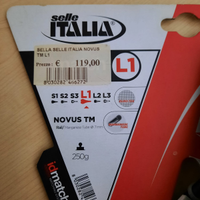 selle
ITALIA
SELLA SELLE ITALIA NOVUS
TM L1
Prezzo: € 119,00
L1
S1 S2 S3 L1 L2 L3
NOVUS TM
250g
idmatch